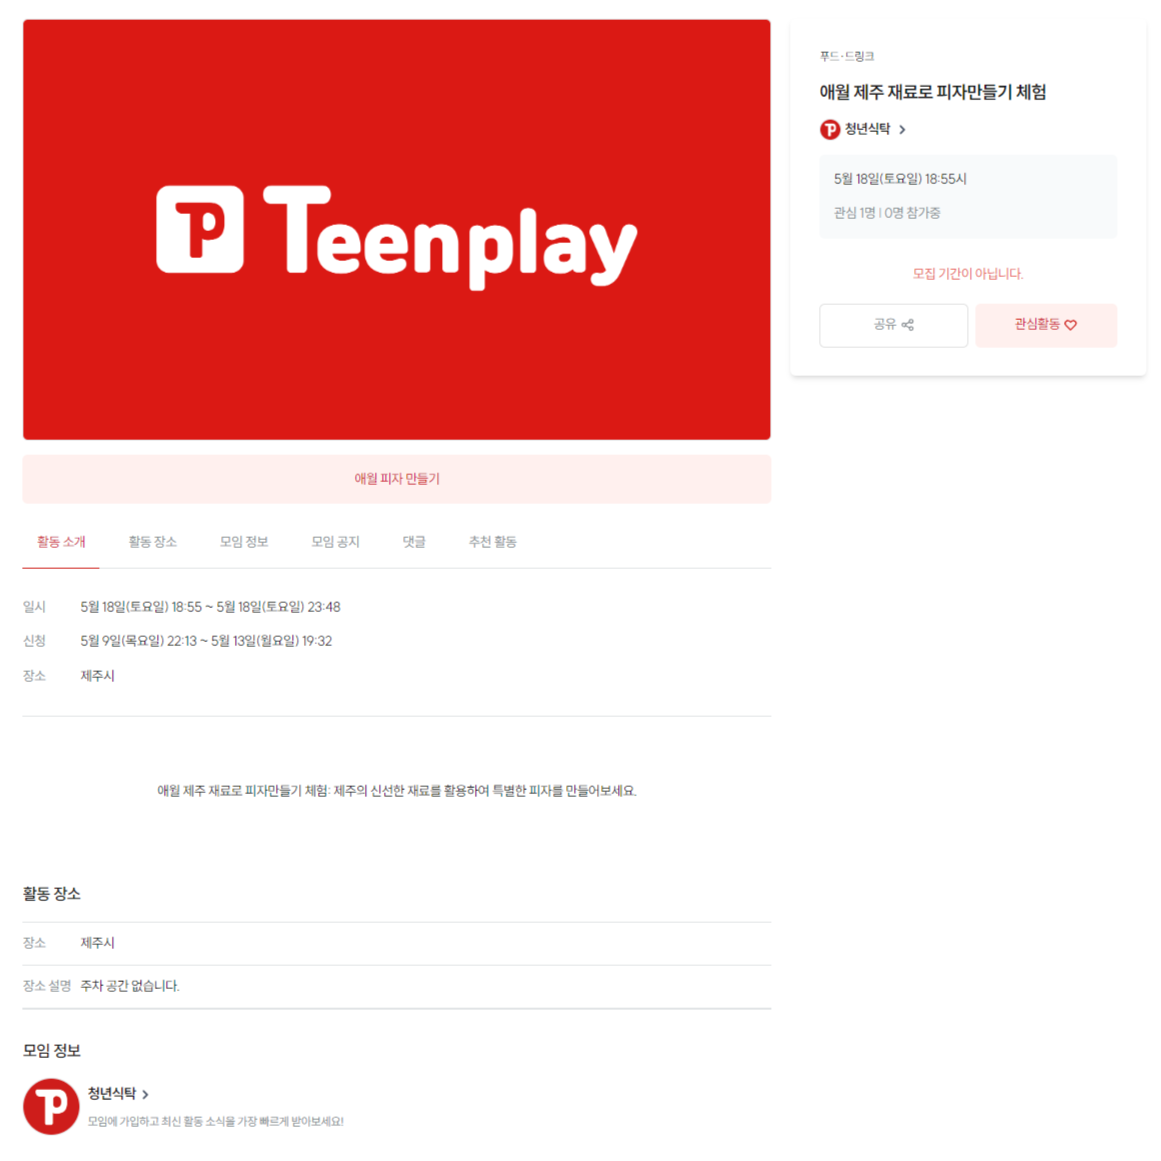 Teenplay
푸드·드링크
애월 제주 재료로 피자만들기 체험
청년식탁
5월 18일(토요일) 18:55시
관심 1명 | 0명 참가중
모집 기간이 아닙니다.
공유
관심활동
애월 피자 만들기
활동 소개 활동 장소 모임 정보 모임 공지 댓글 추천 활동
일시 5월 18일(토요일) 18:55 ~ 5월 18일(토요일) 23:48
신청 5월 9일(목요일) 22:13 ~ 5월 13일(월요일) 19:32
장소 제주시
애월 제주 재료로 피자만들기 체험: 제주의 신선한 재료를 활용하여 특별한 피자를 만들어보세요.
활동 장소
장소 제주시
장소 설명 주차 공간 없습니다.
모임 정보
청년식탁
모임에 가입하고 최신 활동 소식을 가장 빠르게 받아보세요!